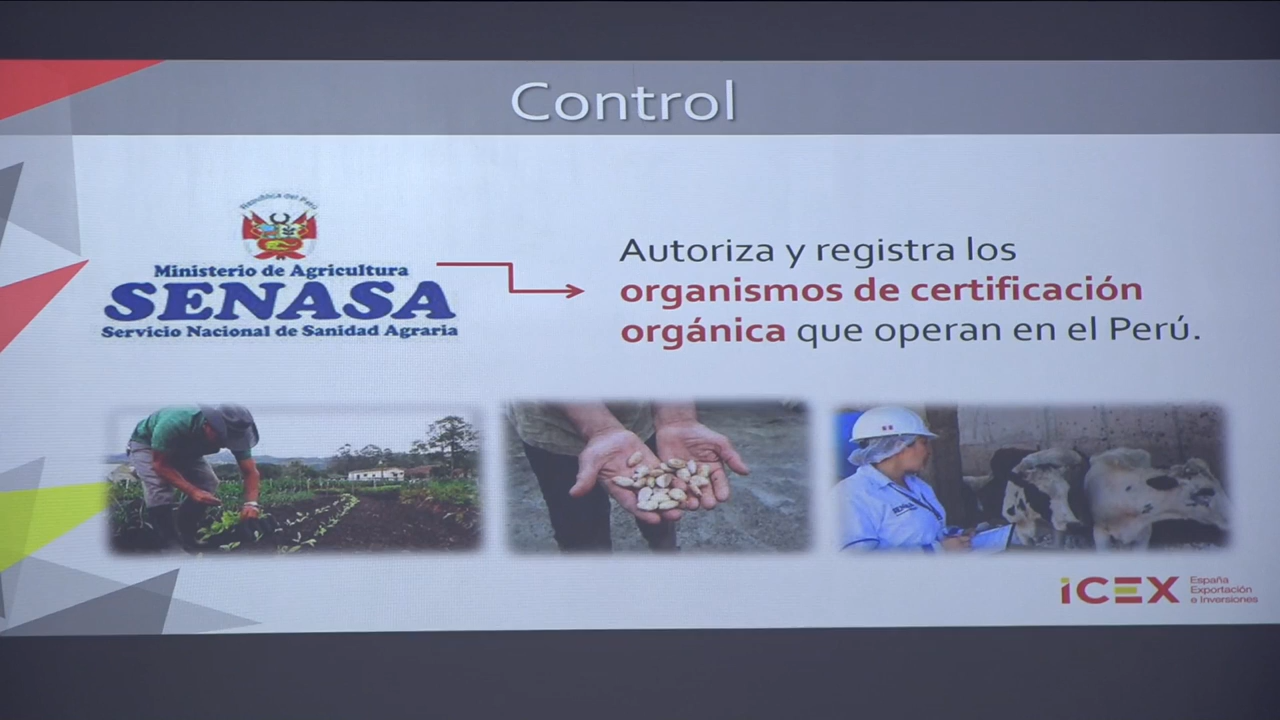 Control
República del Perú
Ministerio de Agricultura
SENASA
Servicio Nacional de Sanidad Agraria
Autoriza y registra los
organismos de certificación
orgánica que operan en el Perú.
iCEX
España
Exportación
e Inversiones